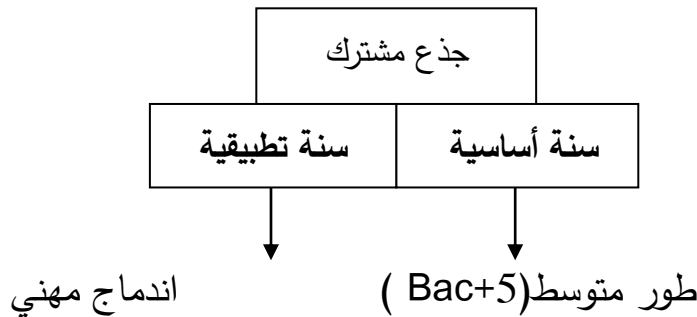 جذع مشترك
سنة أساسية
سنة تطبيقية
طور متوسط(Bac+5 )
اندماج مهني